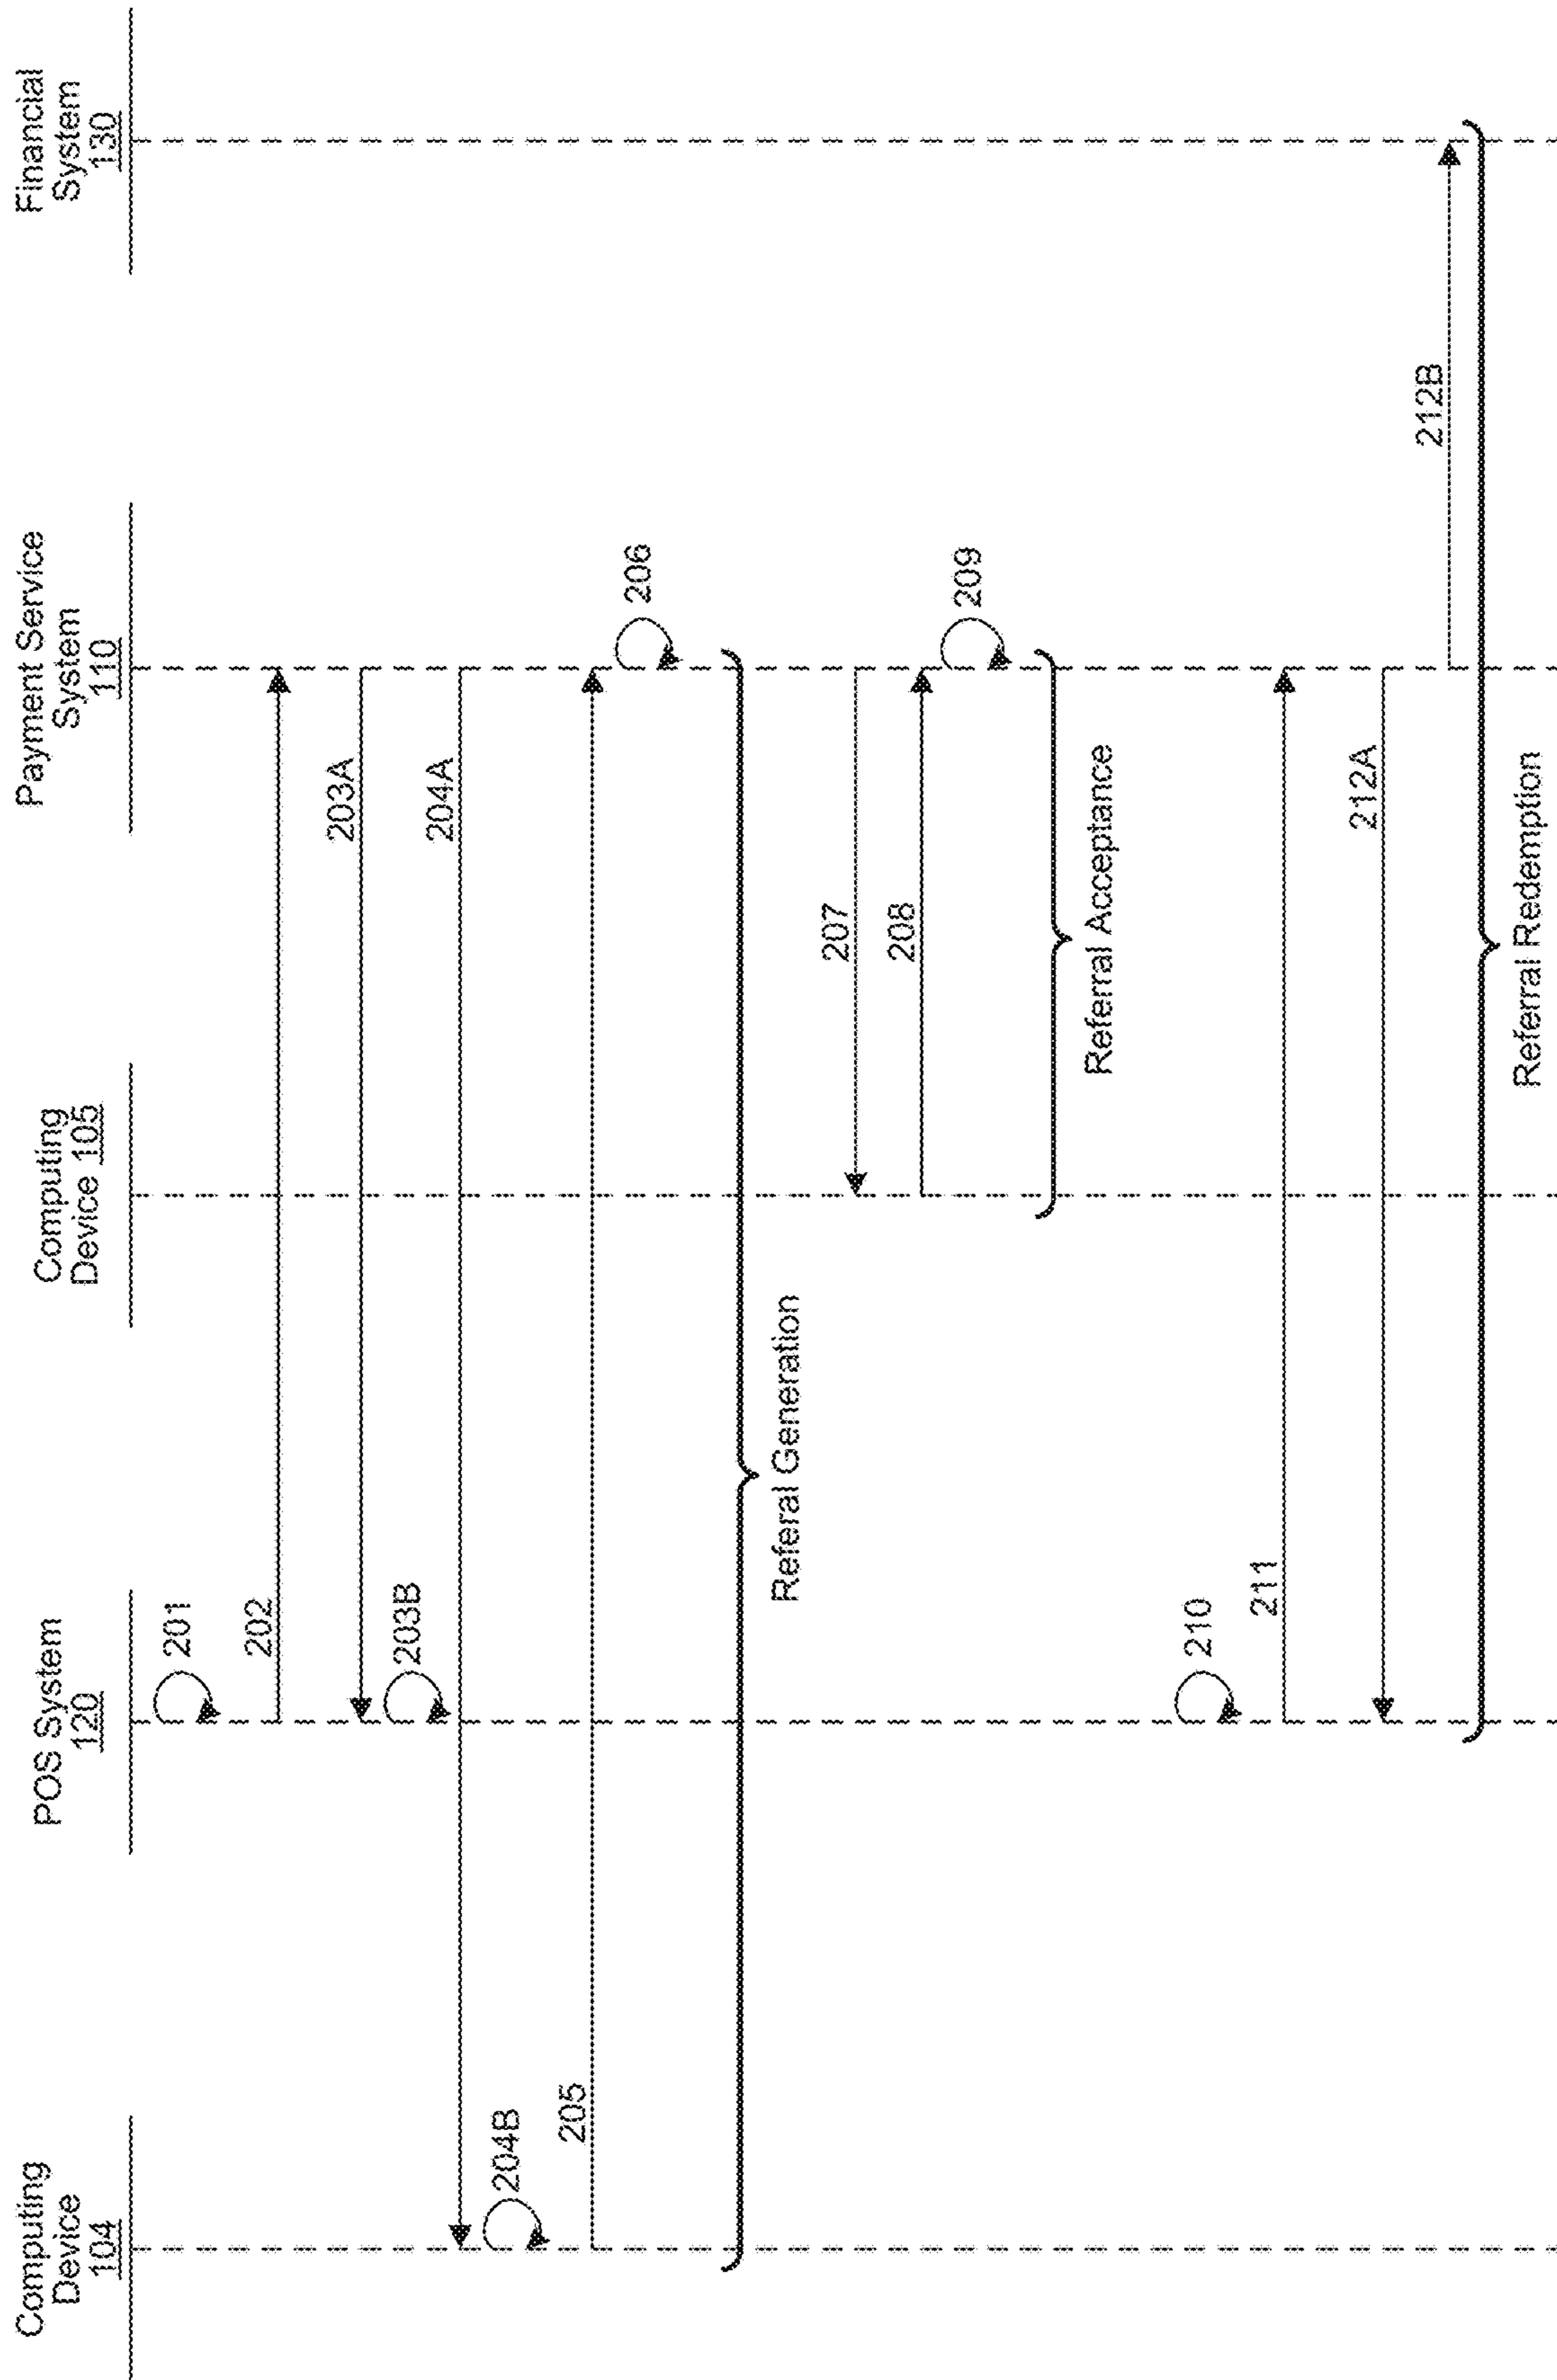 Computing
Device
104
POS System
120
Computing
Device 105
Payment Service
System
110
Financial
System
130
201
202
203A
203B
204A
204B
205
206
Referal Generation
207
208
209
Referral Acceptance
210
211
212A
212B
Referral Redemption